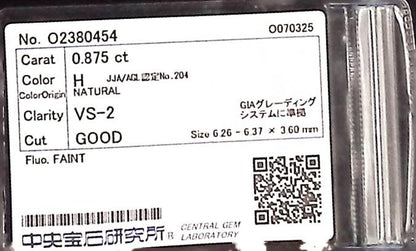 No. O2380454 O070325
Carat 0.875 ct
Color H JJA/AGL認定No.204
ColorOrigin NATURAL
Clarity VS-2 GIAグレーディング
システムに準拠
Cut GOOD Size 6.26 - 6.37 × 3.60 mm
Fluo. FAINT
中央宝石研究所® CENTRAL GEM
LABORATORY